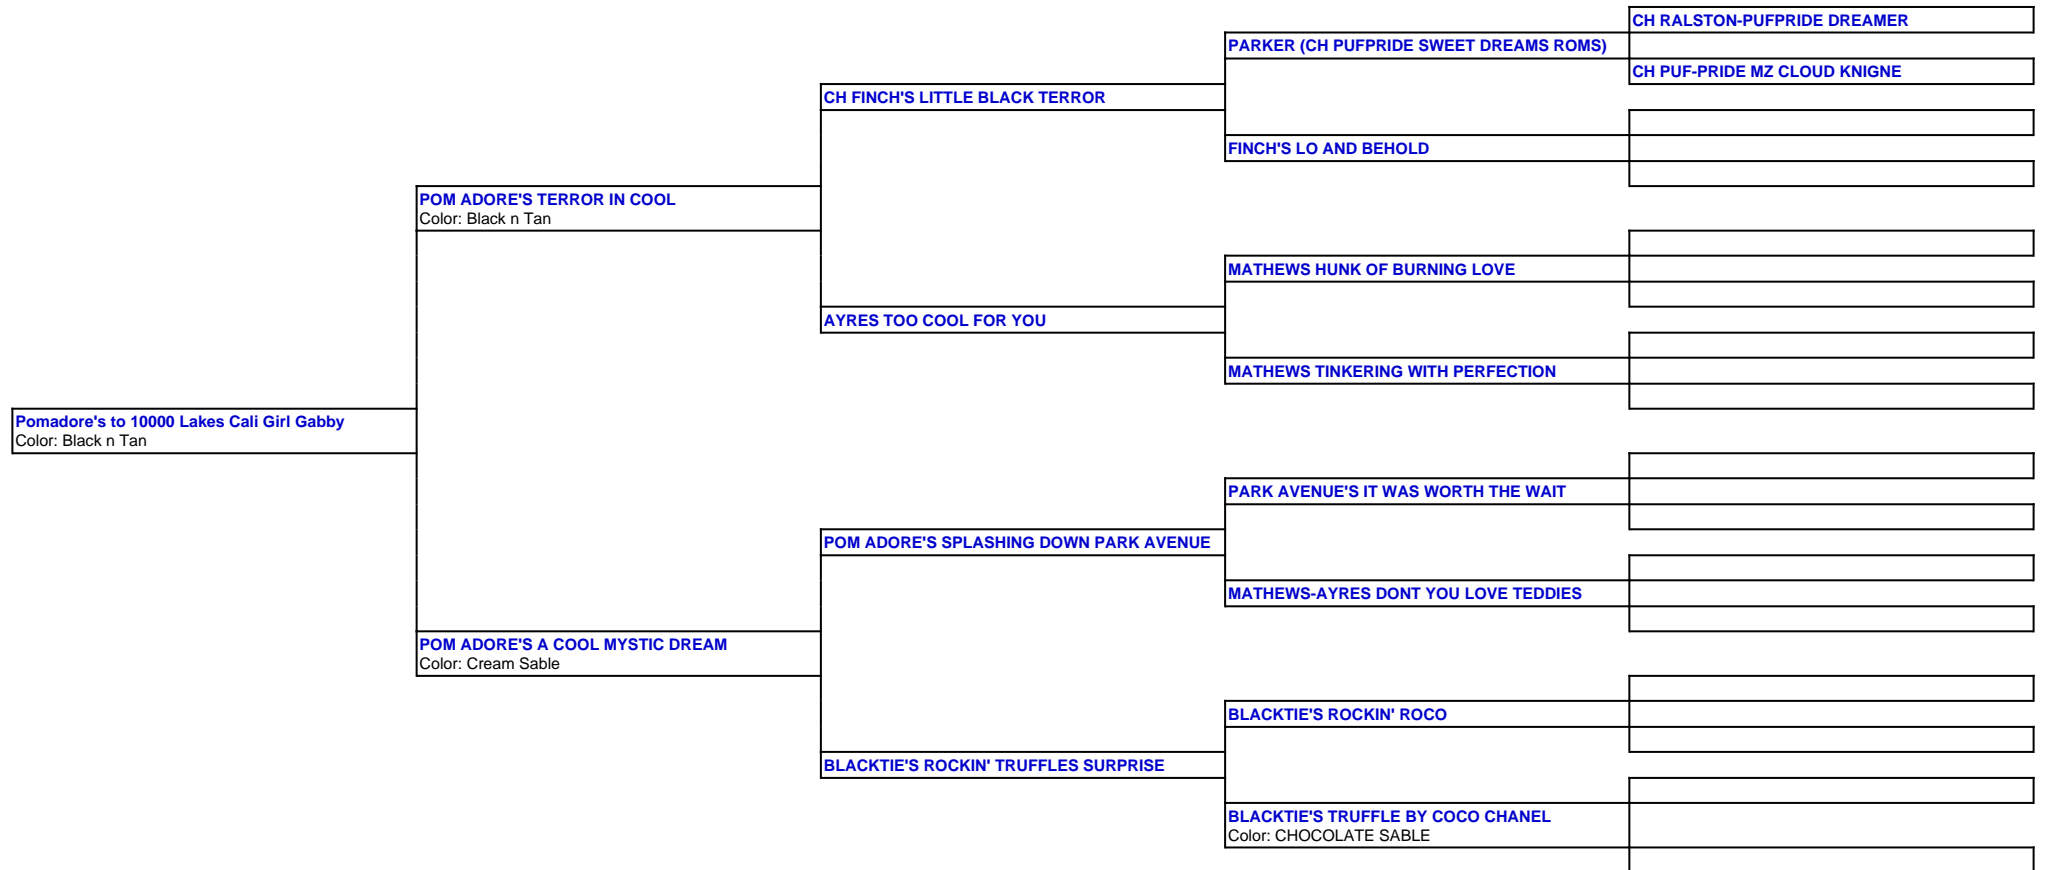 CH RALSTON-PUFPRIDE DREAMER
PARKER (CH PUFPRIDE SWEET DREAMS ROMS)
CH PUF-PRIDE MZ CLOUD KNIGNE
CH FINCH'S LITTLE BLACK TERROR
FINCH'S LO AND BEHOLD
POM ADORE'S TERROR IN COOL
Color: Black n Tan
MATHEWS HUNK OF BURNING LOVE
AYRES TOO COOL FOR YOU
MATHEWS TINKERING WITH PERFECTION
Pomadore's to 10000 Lakes Cali Girl Gabby
Color: Black n Tan
PARK AVENUE'S IT WAS WORTH THE WAIT
POM ADORE'S SPLASHING DOWN PARK AVENUE
MATHEWS-AYRES DONT YOU LOVE TEDDIES
POM ADORE'S A COOL MYSTIC DREAM
Color: Cream Sable
BLACKTIE'S ROCKIN' ROCO
BLACKTIE'S ROCKIN' TRUFFLES SURPRISE
BLACKTIE'S TRUFFLE BY COCO CHANEL
Color: CHOCOLATE SABLE